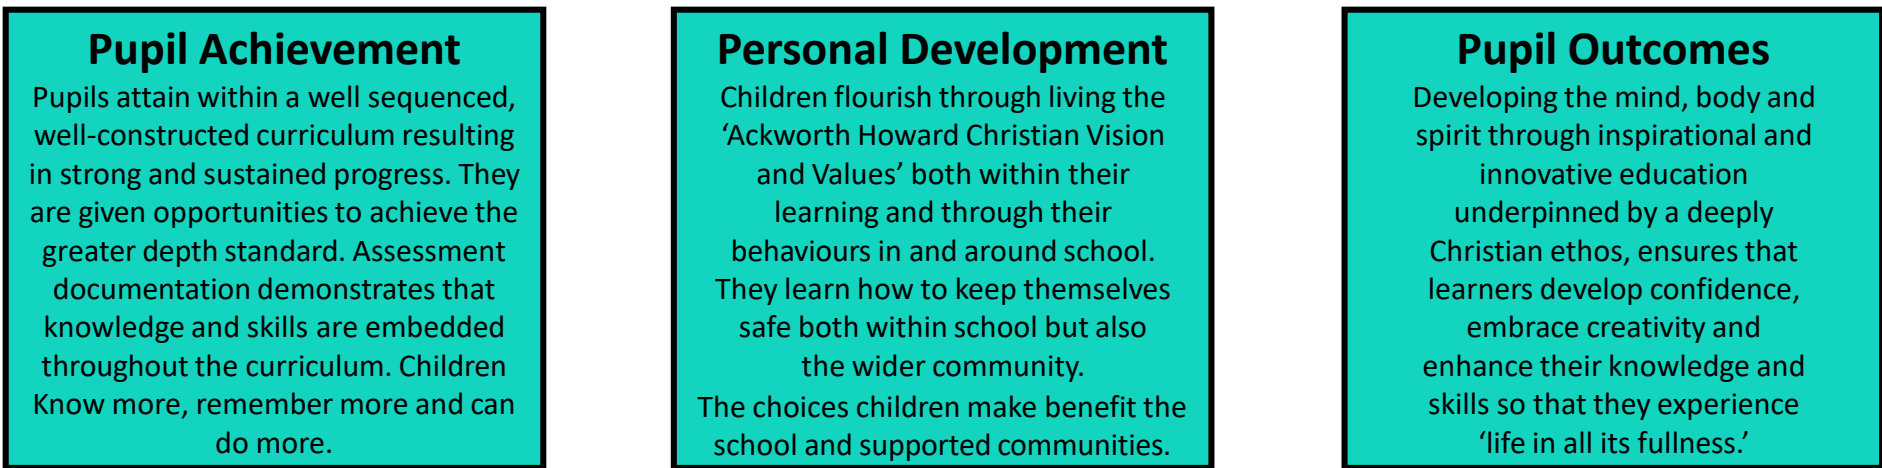 Pupil Achievement
Pupils attain within a well sequenced,
well-constructed curriculum resulting
in strong and sustained progress. They
are given opportunities to achieve the
greater depth standard. Assessment
documentation demonstrates that
knowledge and skills are embedded
throughout the curriculum. Children
Know more, remember more and can
do more.
Personal Development
Children flourish through living the
‘Ackworth Howard Christian Vision
and Values’ both within their
learning and through their
behaviours in and around school.
They learn how to keep themselves
safe both within school but also
the wider community.
The choices children make benefit the
school and supported communities.
Pupil Outcomes
Developing the mind, body and
spirit through inspirational and
innovative education
underpinned by a deeply
Christian ethos, ensures that
learners develop confidence,
embrace creativity and
enhance their knowledge and
skills so that they experience
‘life in all its fullness.’